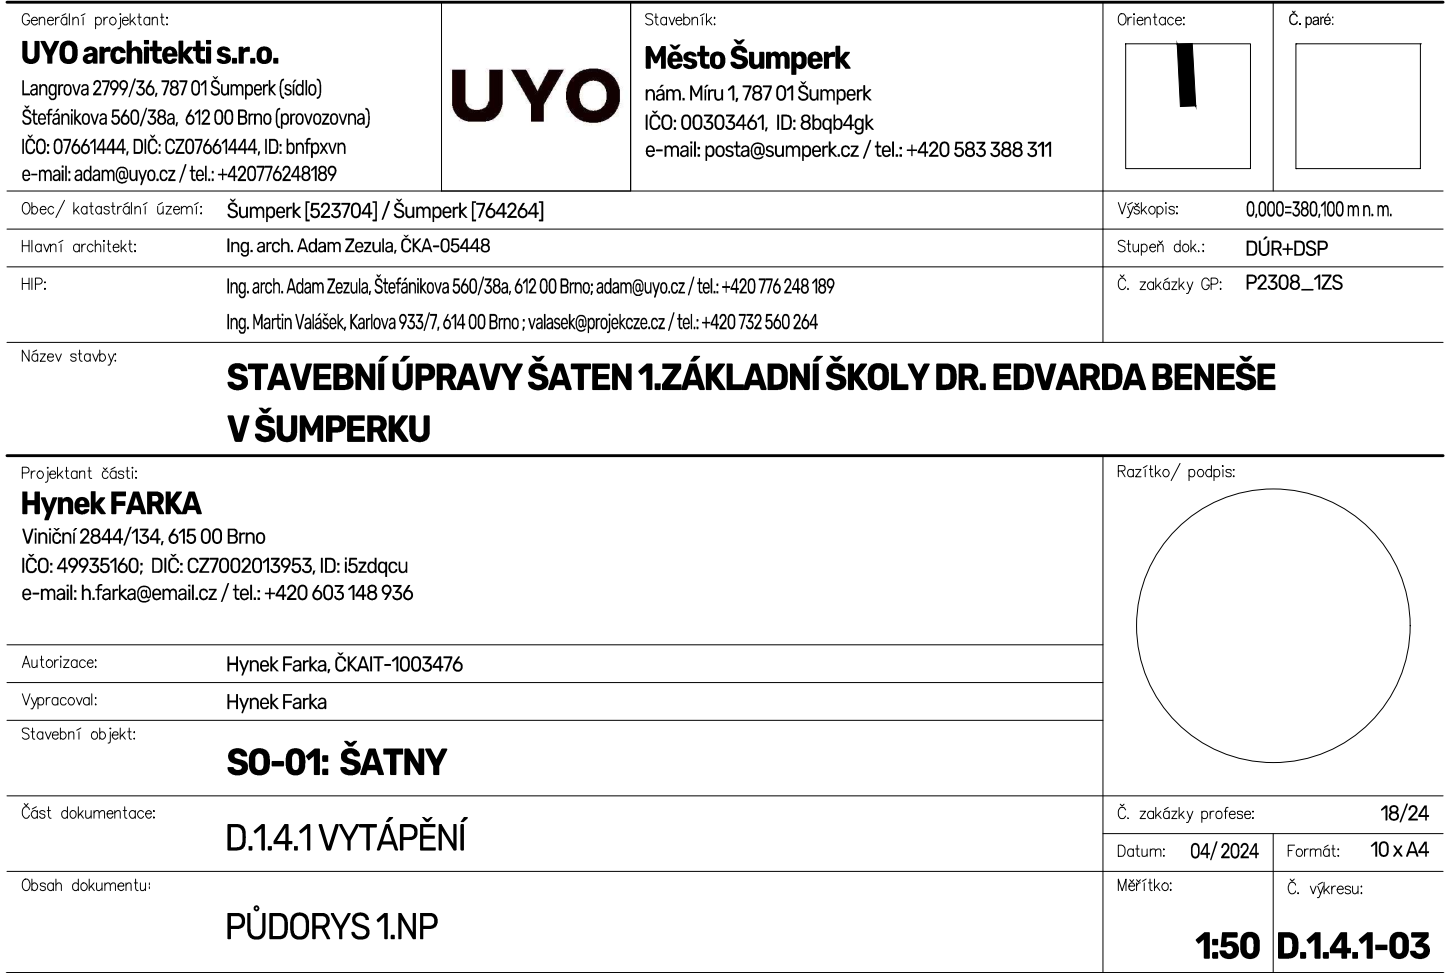 Generální projektant:
UYO architekti s.r.o.
Langrova 2799/36, 787 01 Šumperk (sídlo)
Štefánikova 560/38a, 612 00 Brno (provozovna)
IČO: 07661444, DIČ: CZ07661444, ID: bnfpxvn
e-mail: adam@uyo.cz / tel.: +420776248189
UYO
Stavebník:
Město Šumperk
nám. Míru 1, 787 01 Šumperk
IČO: 00303461, ID: 8bqb4gk
e-mail: posta@sumperk.cz / tel.: +420 583 388 311
Orientace:
Č. paré:
Obec/ katastrální území: Šumperk [523704] / Šumperk [764264]
Výškopis: 0,000=380,100 m n. m.
Hlavní architekt: Ing. arch. Adam Zezula, ČKA-05448
Stupeň dok.: DÚR+DSP
HIP: Ing. arch. Adam Zezula, Štefánikova 560/38a, 612 00 Brno; adam@uyo.cz / tel.: +420 776 248 189
Ing. Martin Valášek, Karlova 933/7, 614 00 Brno ; valasek@projekcze.cz / tel.: +420 732 560 264
Č. zakázky GP: P2308_1ZS
Název stavby:
STAVEBNÍ ÚPRAVY ŠATEN 1.ZÁKLADNÍ ŠKOLY DR. EDVARDA BENEŠE
V ŠUMPERKU
Projektant části:
Hynek FARKA
Viniční 2844/134, 615 00 Brno
IČO: 49935160; DIČ: CZ7002013953, ID: i5zdqcu
e-mail: h.farka@email.cz / tel.: +420 603 148 936
Razítko/ podpis:
Autorizace: Hynek Farka, ČKAIT-1003476
Vypracoval: Hynek Farka
Stavební objekt:
SO-01: ŠATNY
Část dokumentace:
D.1.4.1 VYTÁPĚNÍ
Č. zakázky profese: 18/24
Datum: 04/2024
Formát: 10 x A4
Obsah dokumentu:
PŮDORYS 1.NP
Měřítko:
1:50
Č. výkresu:
D.1.4.1-03